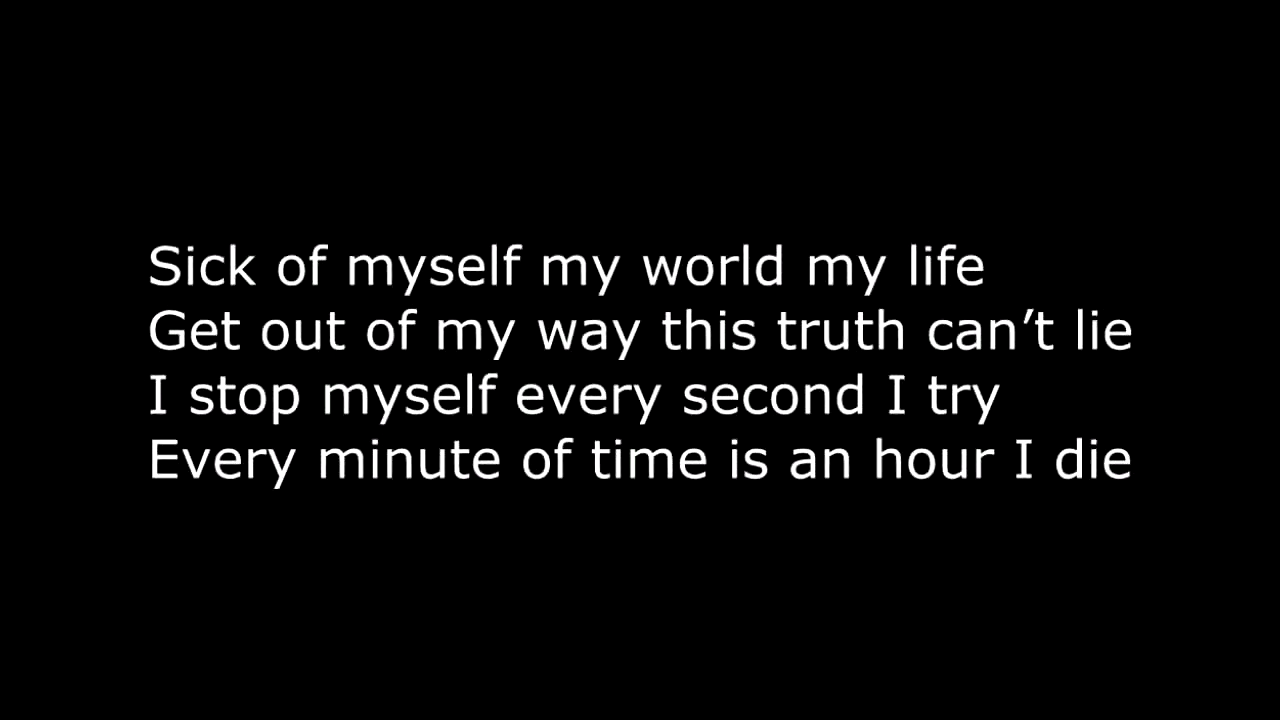 Sick of myself my world my life
Get out of my way this truth can’t lie
I stop myself every second I try
Every minute of time is an hour I die